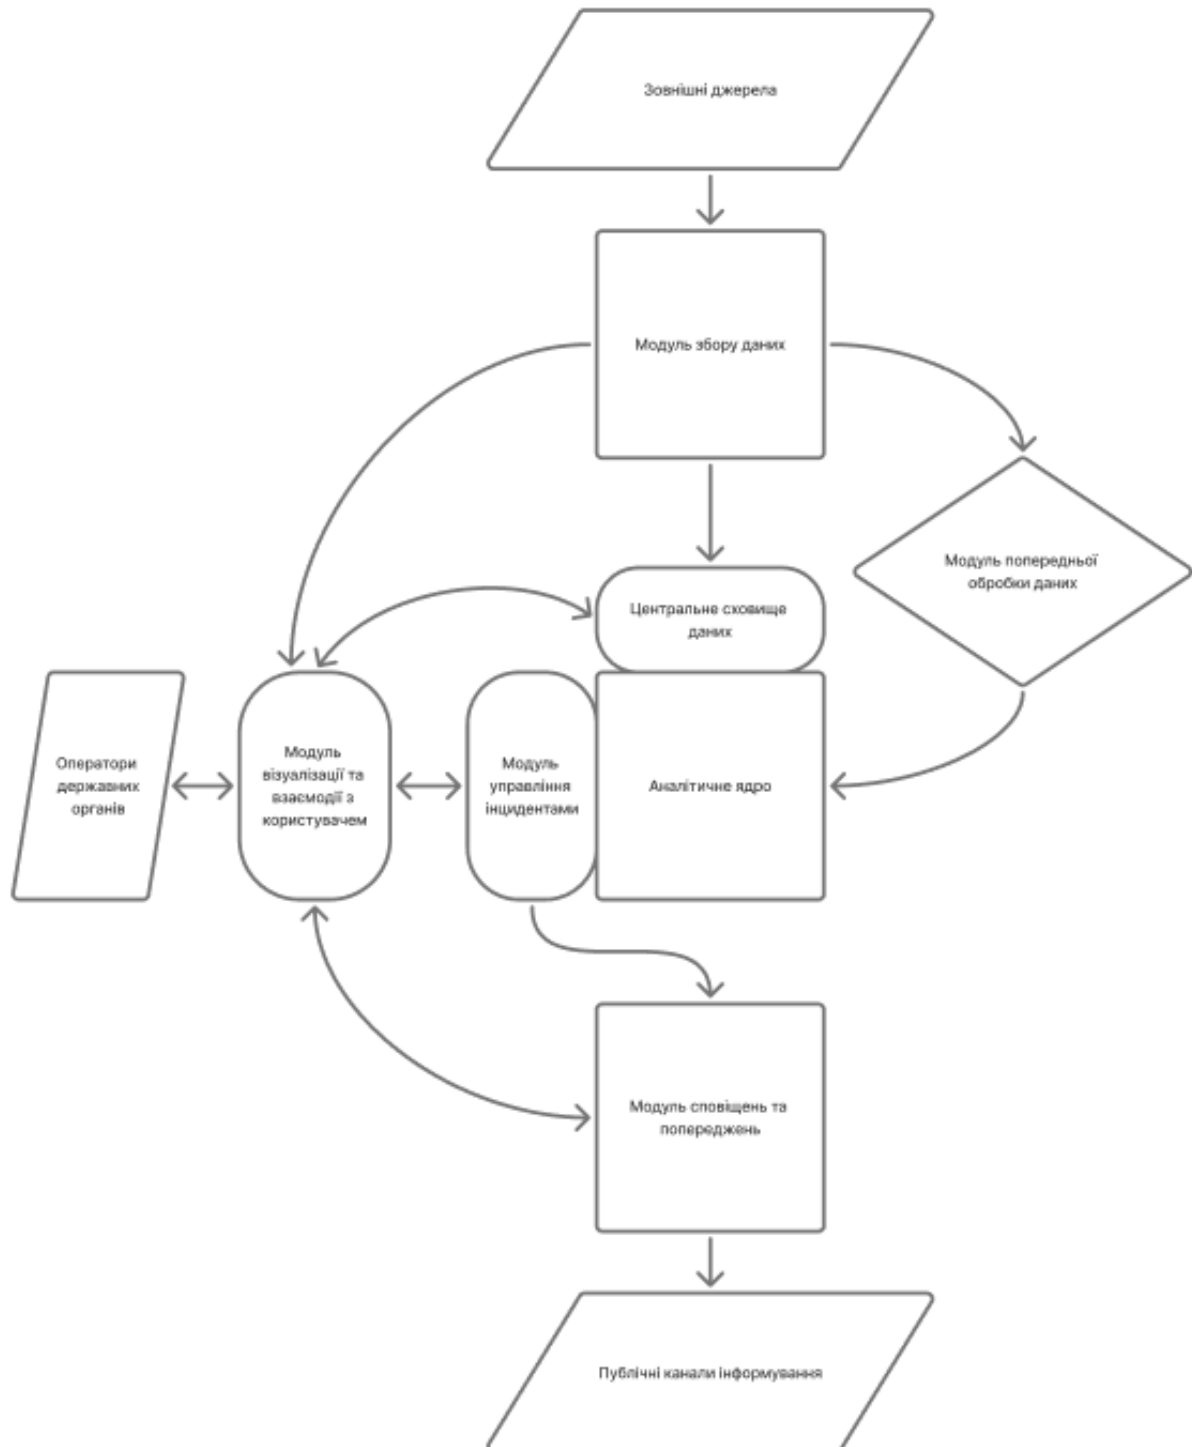 Зовнішні джерела
Модуль збору даних
Модуль попередньої
обробки даних
Центральне сховище
даних
Оператори
державних
органів
Модуль
візуалізації та
взаємодії з
користувачем
Модуль
управління
інцидентами
Аналітичне ядро
Модуль сповіщень та
попереджень
Публічні канали інформування